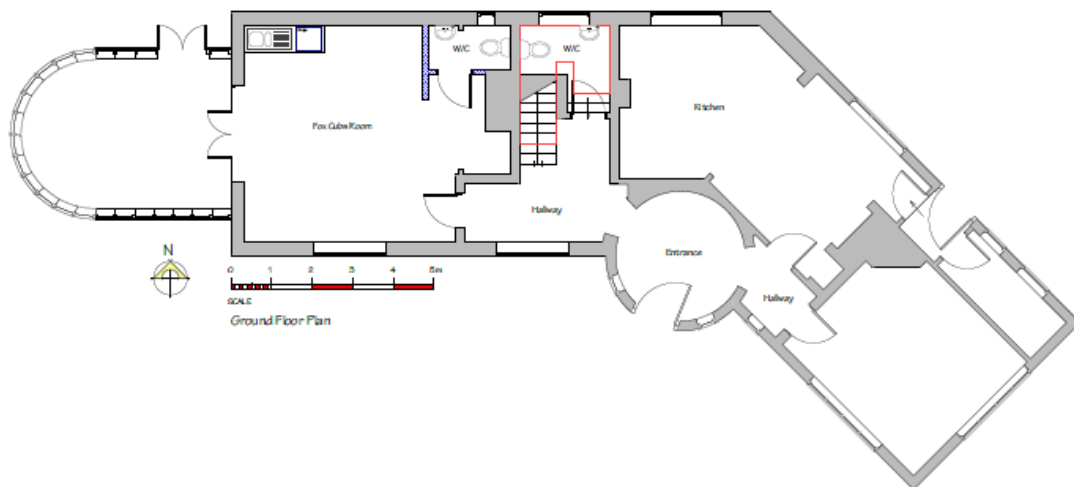 W/C
W/C
Kitchen
Fox Cubs Room
Hallway
Entrance
Hallway
N
0 1 2 3 4 5m
SCALE
Ground Floor Plan